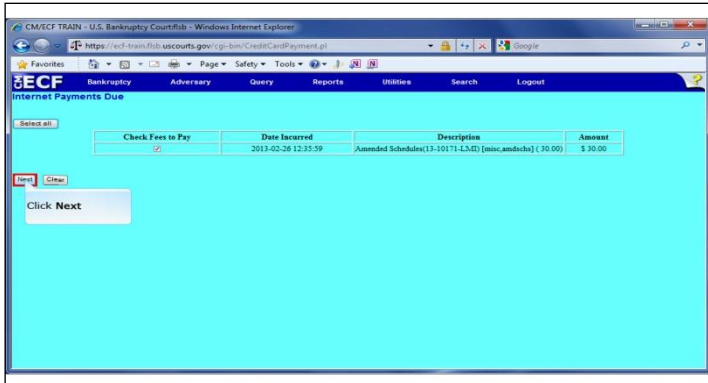 CM/ECF TRAIN - U.S. Bankruptcy Court:flsb - Windows Internet Explorer
https://ecf-train.flsb.uscourts.gov/cgi-bin/CreditCardPayment.pl
Google
Favorites Page Safety Tools
ECF Bankruptcy Adversary Query Reports Utilities Search Logout ?
Internet Payments Due
Select all
Check Fees to Pay Date Incurred Description Amount
2013-02-26 12:35:59 Amended Schedules(13-10171-LMI) [misc,amdschs] ( 30.00) $ 30.00
Next Clear
Click Next